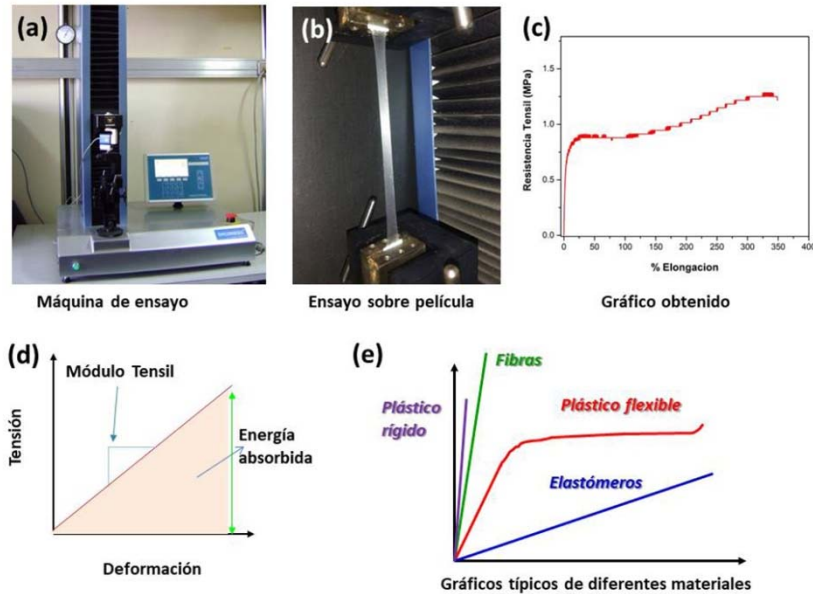 (a)
(b)
(c)
Resistencia Tensil (MPa)
1.5
1.0
0.5
0.0
0 50 100 150 200 250 300 350 400
% Elongacion
Máquina de ensayo
Ensayo sobre película
Gráfico obtenido
(d)
Módulo Tensil
Energía
absorbida
Tensión
Deformación
(e)
Fibras
Plástico
rígido
Plástico flexible
Elastómeros
Gráficos típicos de diferentes materiales